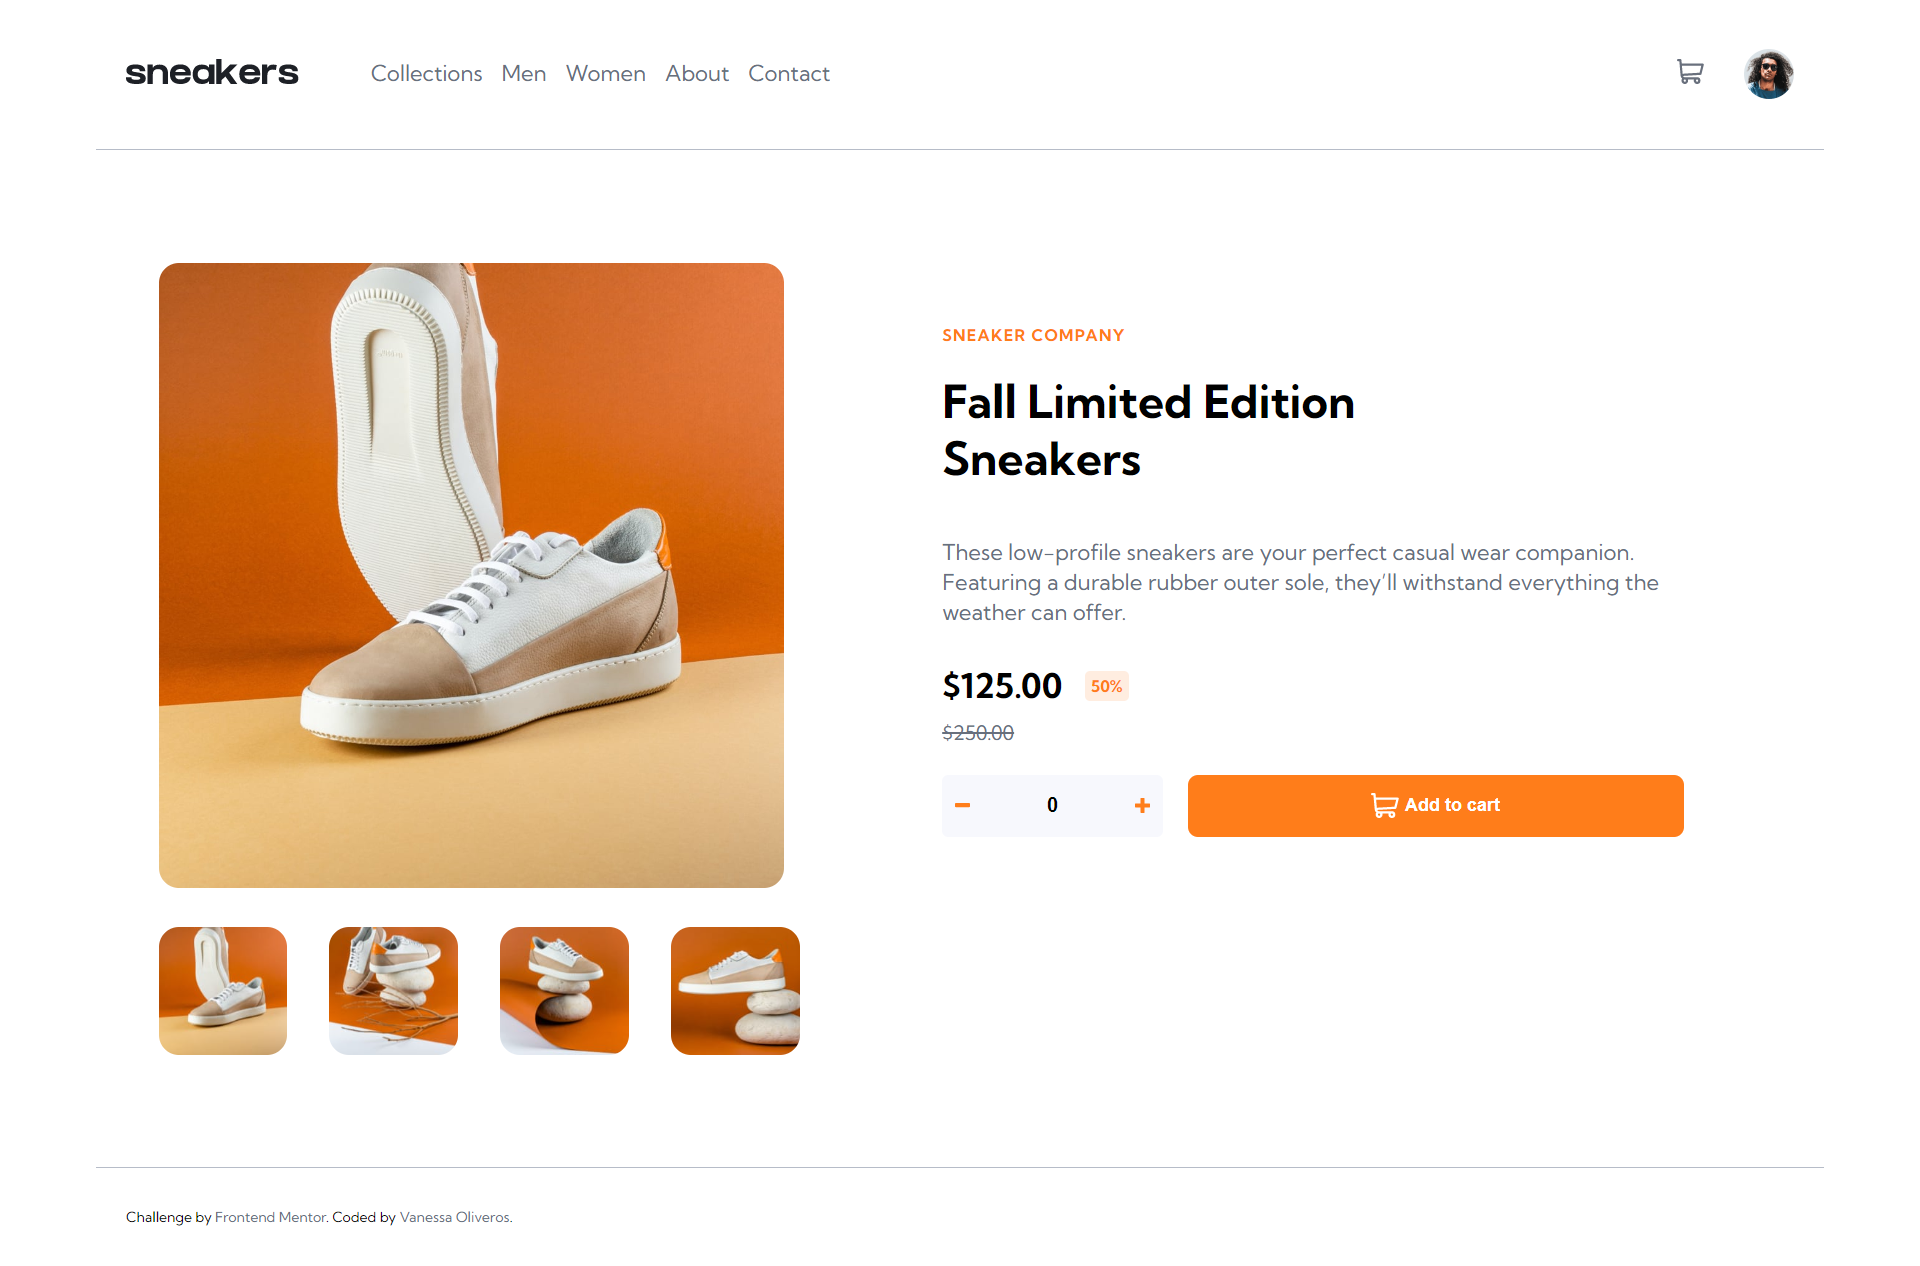 sneakers
Collections Men Women About Contact
SNEAKER COMPANY
Fall Limited Edition
Sneakers
These low-profile sneakers are your perfect casual wear companion.
Featuring a durable rubber outer sole, they’ll withstand everything the
weather can offer.
$125.00 50%
$250.00
0
Add to cart
Challenge by Frontend Mentor. Coded by Vanessa Oliveros.